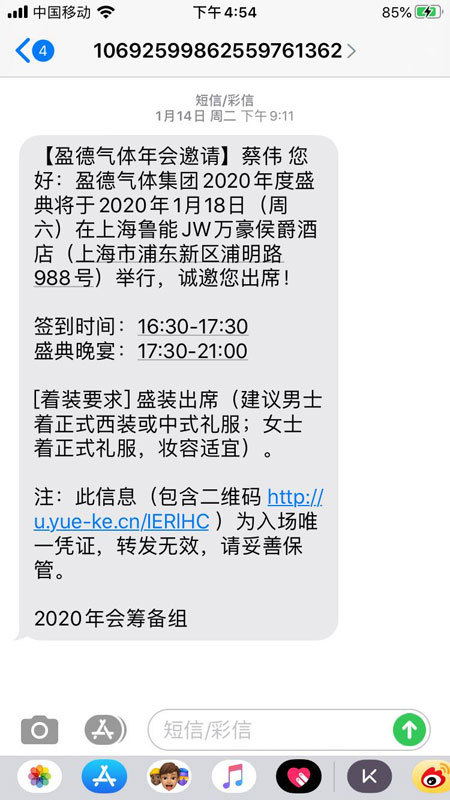 中国移动
下午4:54
85%
4
10692599862559761362
短信/彩信
1月14日 周二 下午9:11
【盈德气体年会邀请】蔡伟 您
好：盈德气体集团2020年度盛
典将于2020年1月18日（周
六）在上海鲁能JW万豪侯爵酒
店（上海市浦东新区浦明路
988号）举行，诚邀您出席！
签到时间：16:30-17:30
盛典晚宴：17:30-21:00
[着装要求] 盛装出席（建议男士
着正式西装或中式礼服；女士
着正式礼服，妆容适宜）。
注：此信息（包含二维码 http://
u.yue-ke.cn/lERlHC ）为入场唯
一凭证，转发无效，请妥善保
管。
2020年会筹备组
短信/彩信